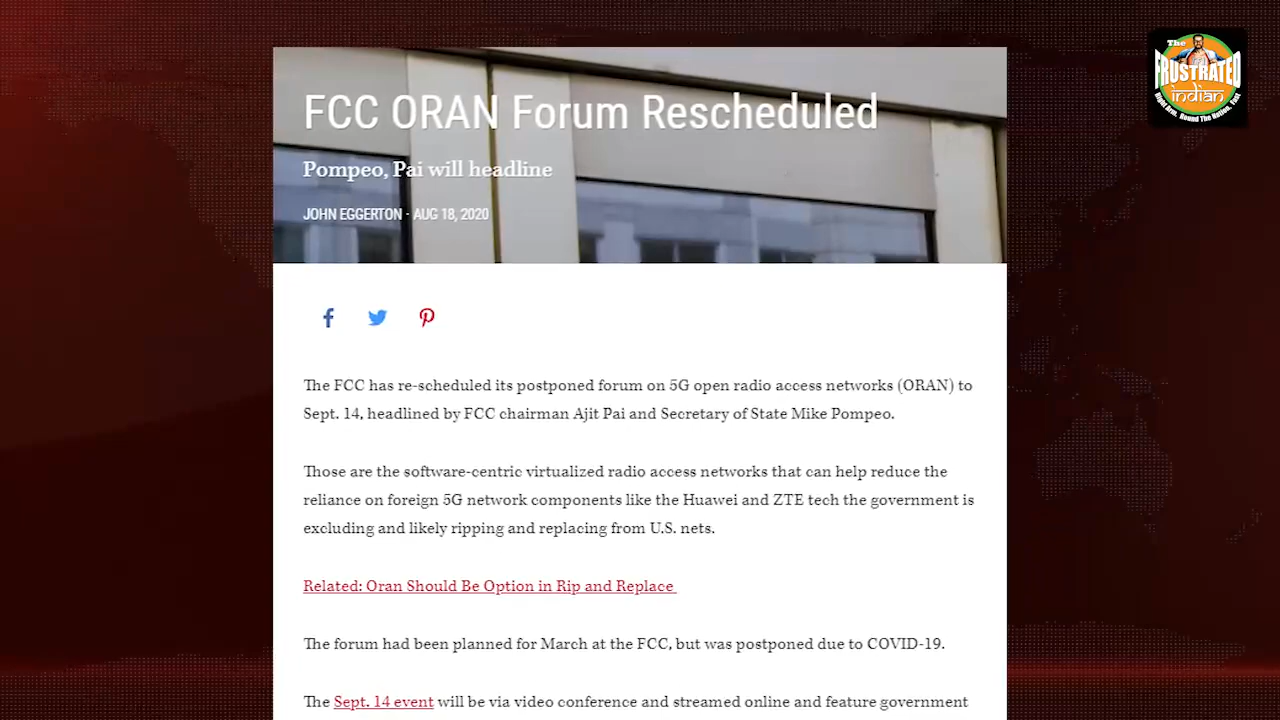 FCC ORAN Forum Rescheduled
Pompeo, Pai will headline
JOHN EGGERTON · AUG 18, 2020
The FCC has re-scheduled its postponed forum on 5G open radio access networks (ORAN) to
Sept. 14, headlined by FCC chairman Ajit Pai and Secretary of State Mike Pompeo.
Those are the software-centric virtualized radio access networks that can help reduce the
reliance on foreign 5G network components like the Huawei and ZTE tech the government is
excluding and likely ripping and replacing from U.S. nets.
Related: Oran Should Be Option in Rip and Replace
The forum had been planned for March at the FCC, but was postponed due to COVID-19.
The Sept. 14 event will be via video conference and streamed online and feature government
The
FRUSTRATED
indian